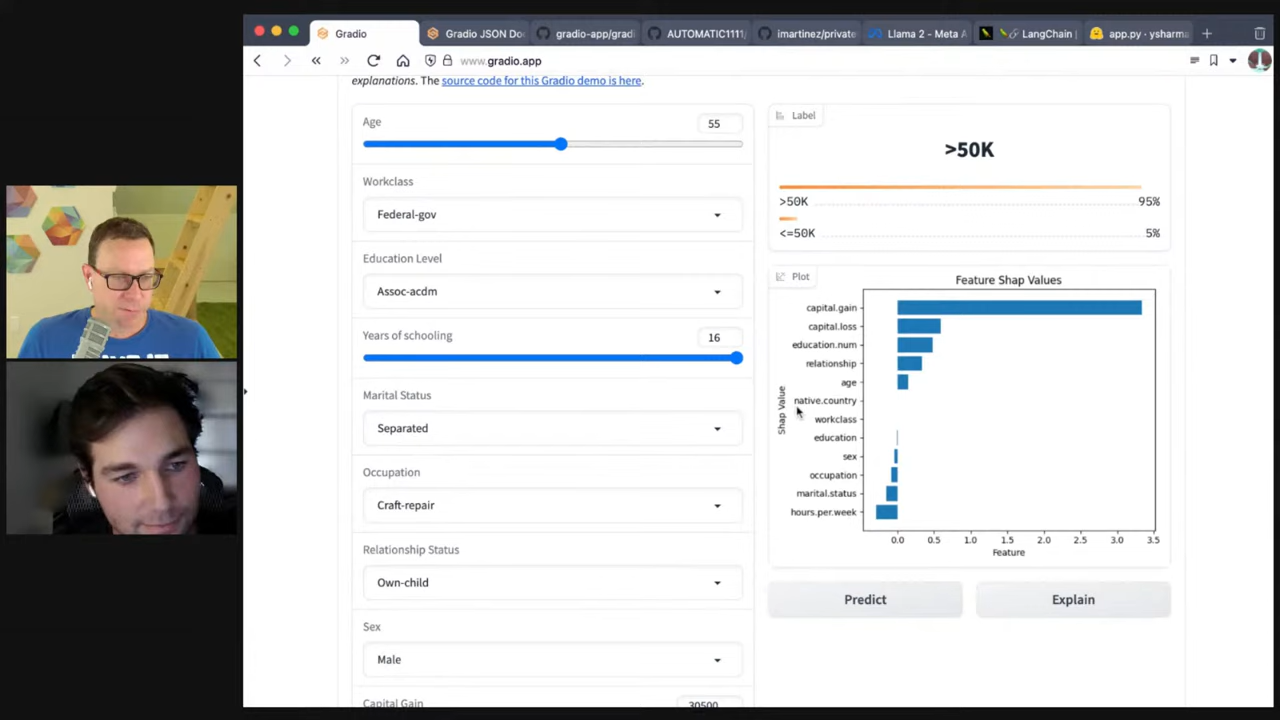 Gradio
Gradio JSON Do
gradio-app/gradi
AUTOMATIC1111/
imartinez/private
Llama 2 - Meta A
LangChain
app.py · ysharma
www.gradio.app
explanations. The source code for this Gradio demo is here.
Age
55
Workclass
Federal-gov
Education Level
Assoc-acdm
Years of schooling
16
Marital Status
Separated
Occupation
Craft-repair
Relationship Status
Own-child
Sex
Male
Capital Gain
30500
Label
>50K
>50K 95%
<=50K 5%
Plot
Feature Shap Values
Shap Value
capital.gain
capital.loss
education.num
relationship
age
native.country
workclass
education
sex
occupation
marital.status
hours.per.week
0.0 0.5 1.0 1.5 2.0 2.5 3.0 3.5
Feature
Predict
Explain